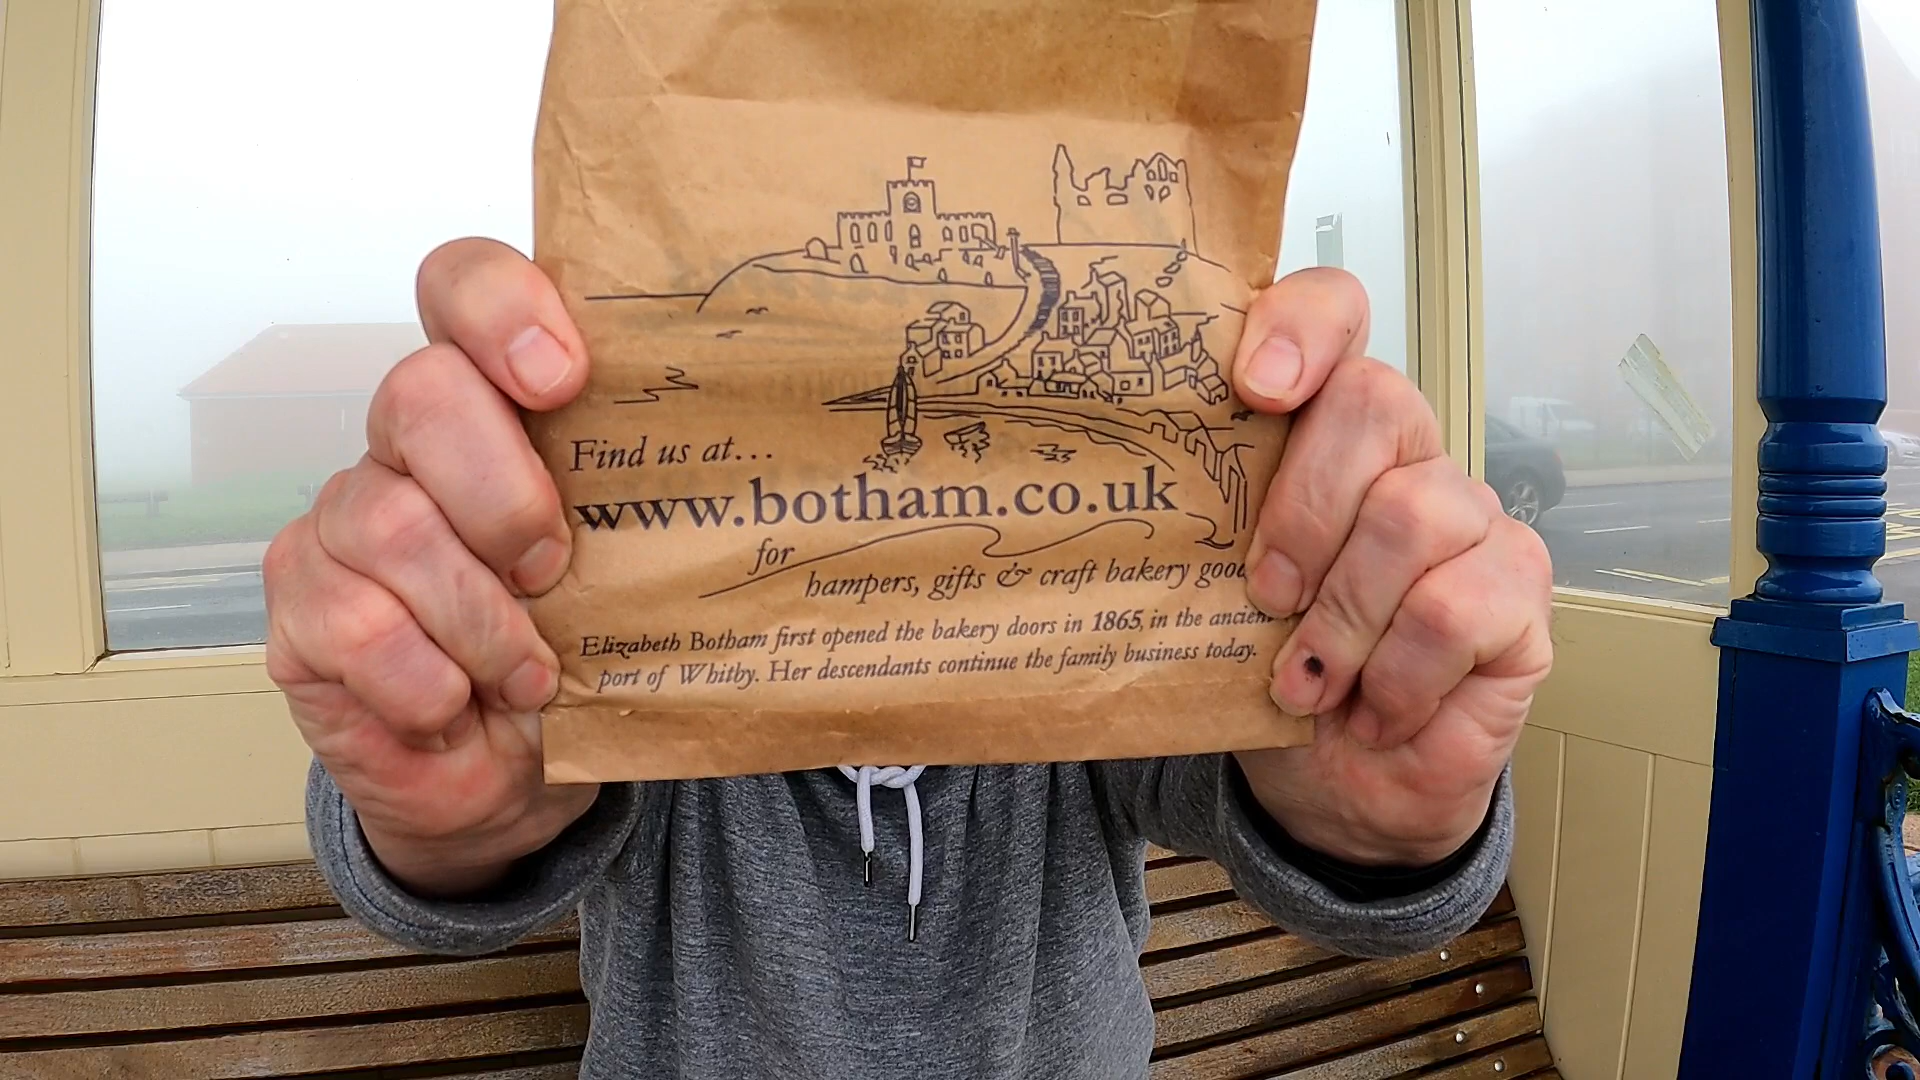 Find us at...
www.botham.co.uk
for
hampers, gifts & craft bakery
Elizabeth Botham first opened the bakery doors in 1865, in the ancient
port of Whitby. Her descendants continue the family business today.